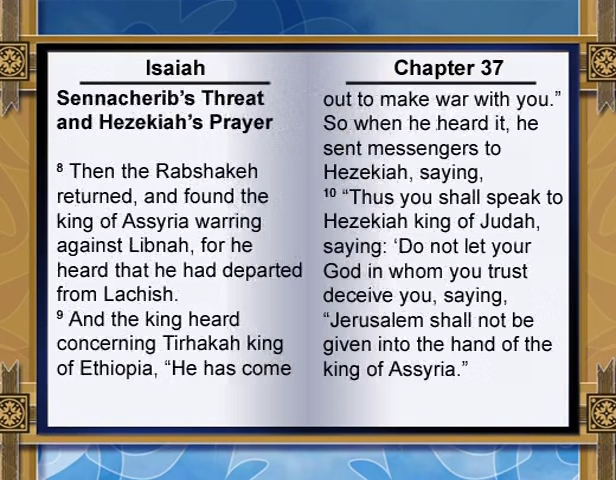 Isaiah
Sennacherib's Threat
and Hezekiah's Prayer
⁸ Then the Rabshakeh
returned, and found the
king of Assyria warring
against Libnah, for he
heard that he had departed
from Lachish.
⁹ And the king heard
concerning Tirhakah king
of Ethiopia, “He has come
Chapter 37
out to make war with you.”
So when he heard it, he
sent messengers to
Hezekiah, saying,
¹⁰ “Thus you shall speak to
Hezekiah king of Judah,
saying: ‘Do not let your
God in whom you trust
deceive you, saying,
“Jerusalem shall not be
given into the hand of the
king of Assyria.”